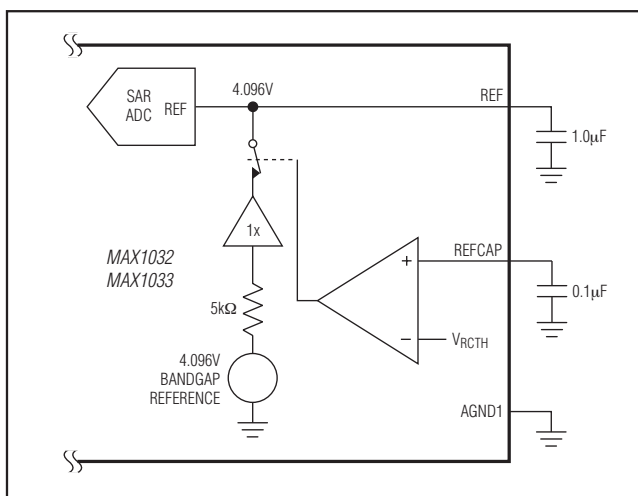 SAR
ADC
REF
4.096V
REF
1.0µF
1x
MAX1032
MAX1033
5kΩ
4.096V
BANDGAP
REFERENCE
+
−
REFCAP
0.1µF
VRCTH
AGND1